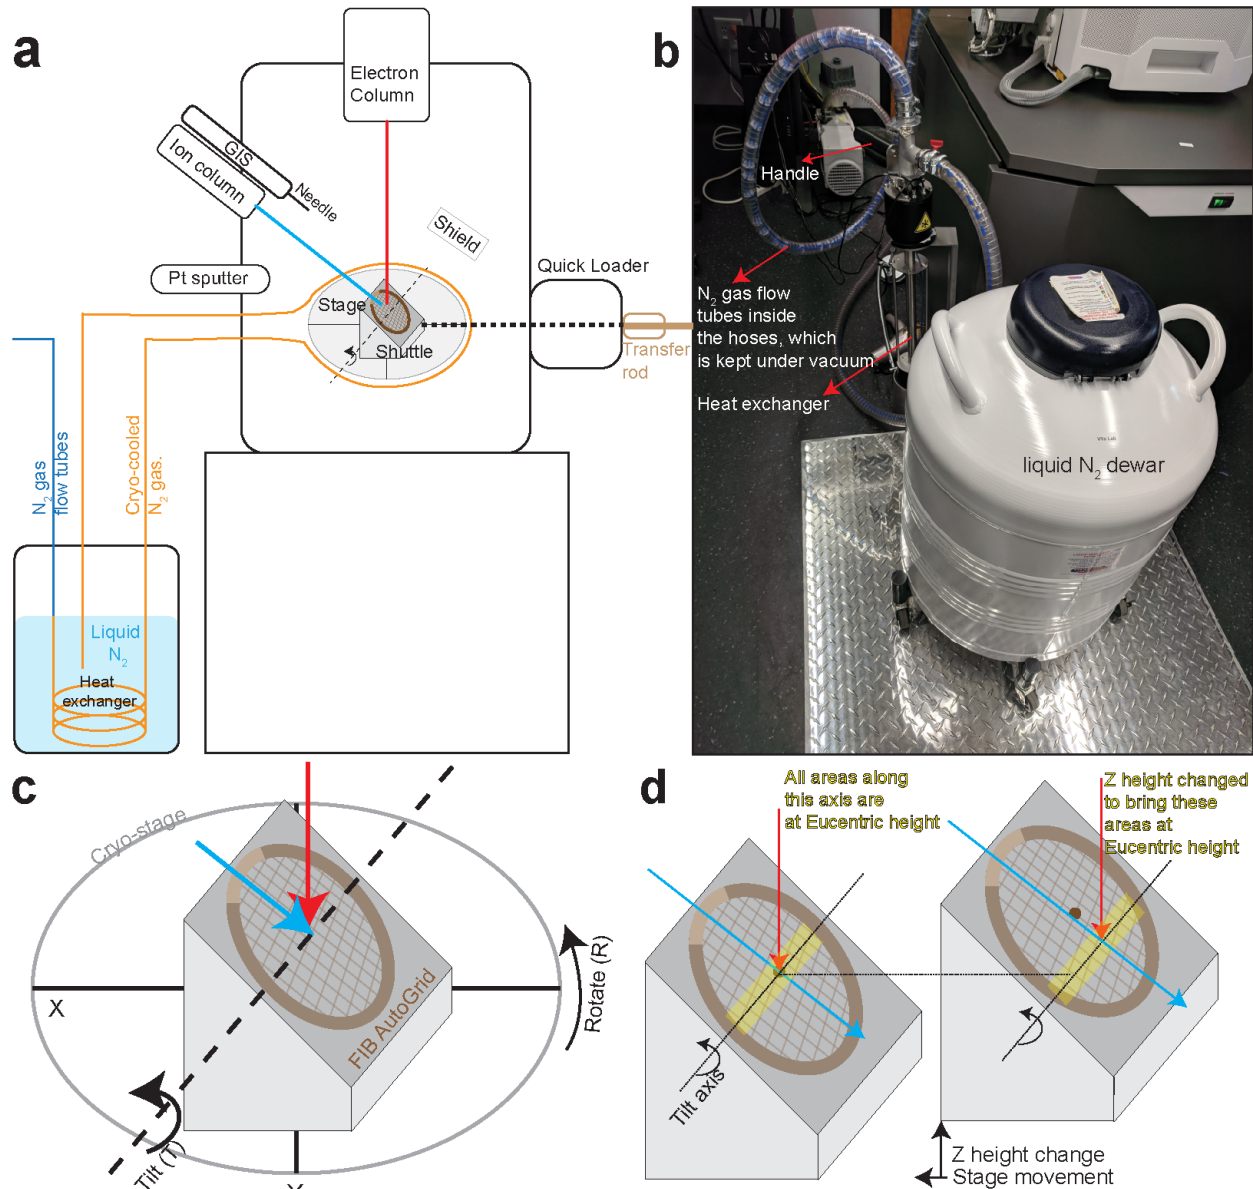 a
Electron
Column
GIS
Ion column
Needle
Shield
Pt sputter
Quick Loader
Stage
Shuttle
Transfer
rod
N2 gas
flow tubes
Cryo-cooled
N2 gas.
Liquid
N2
Heat
exchanger
b
Handle
N2 gas flow
tubes inside
the hoses, which
is kept under vacuum
Heat exchanger
liquid N2 dewar
c
Cryo-stage
X
FIB AutoGrid
Rotate (R)
Tilt (T)
Y
d
All areas along
this axis are
at Eucentric height
Z height changed
to bring these
areas at
Eucentric height
Tilt axis
Z height change
Stage movement